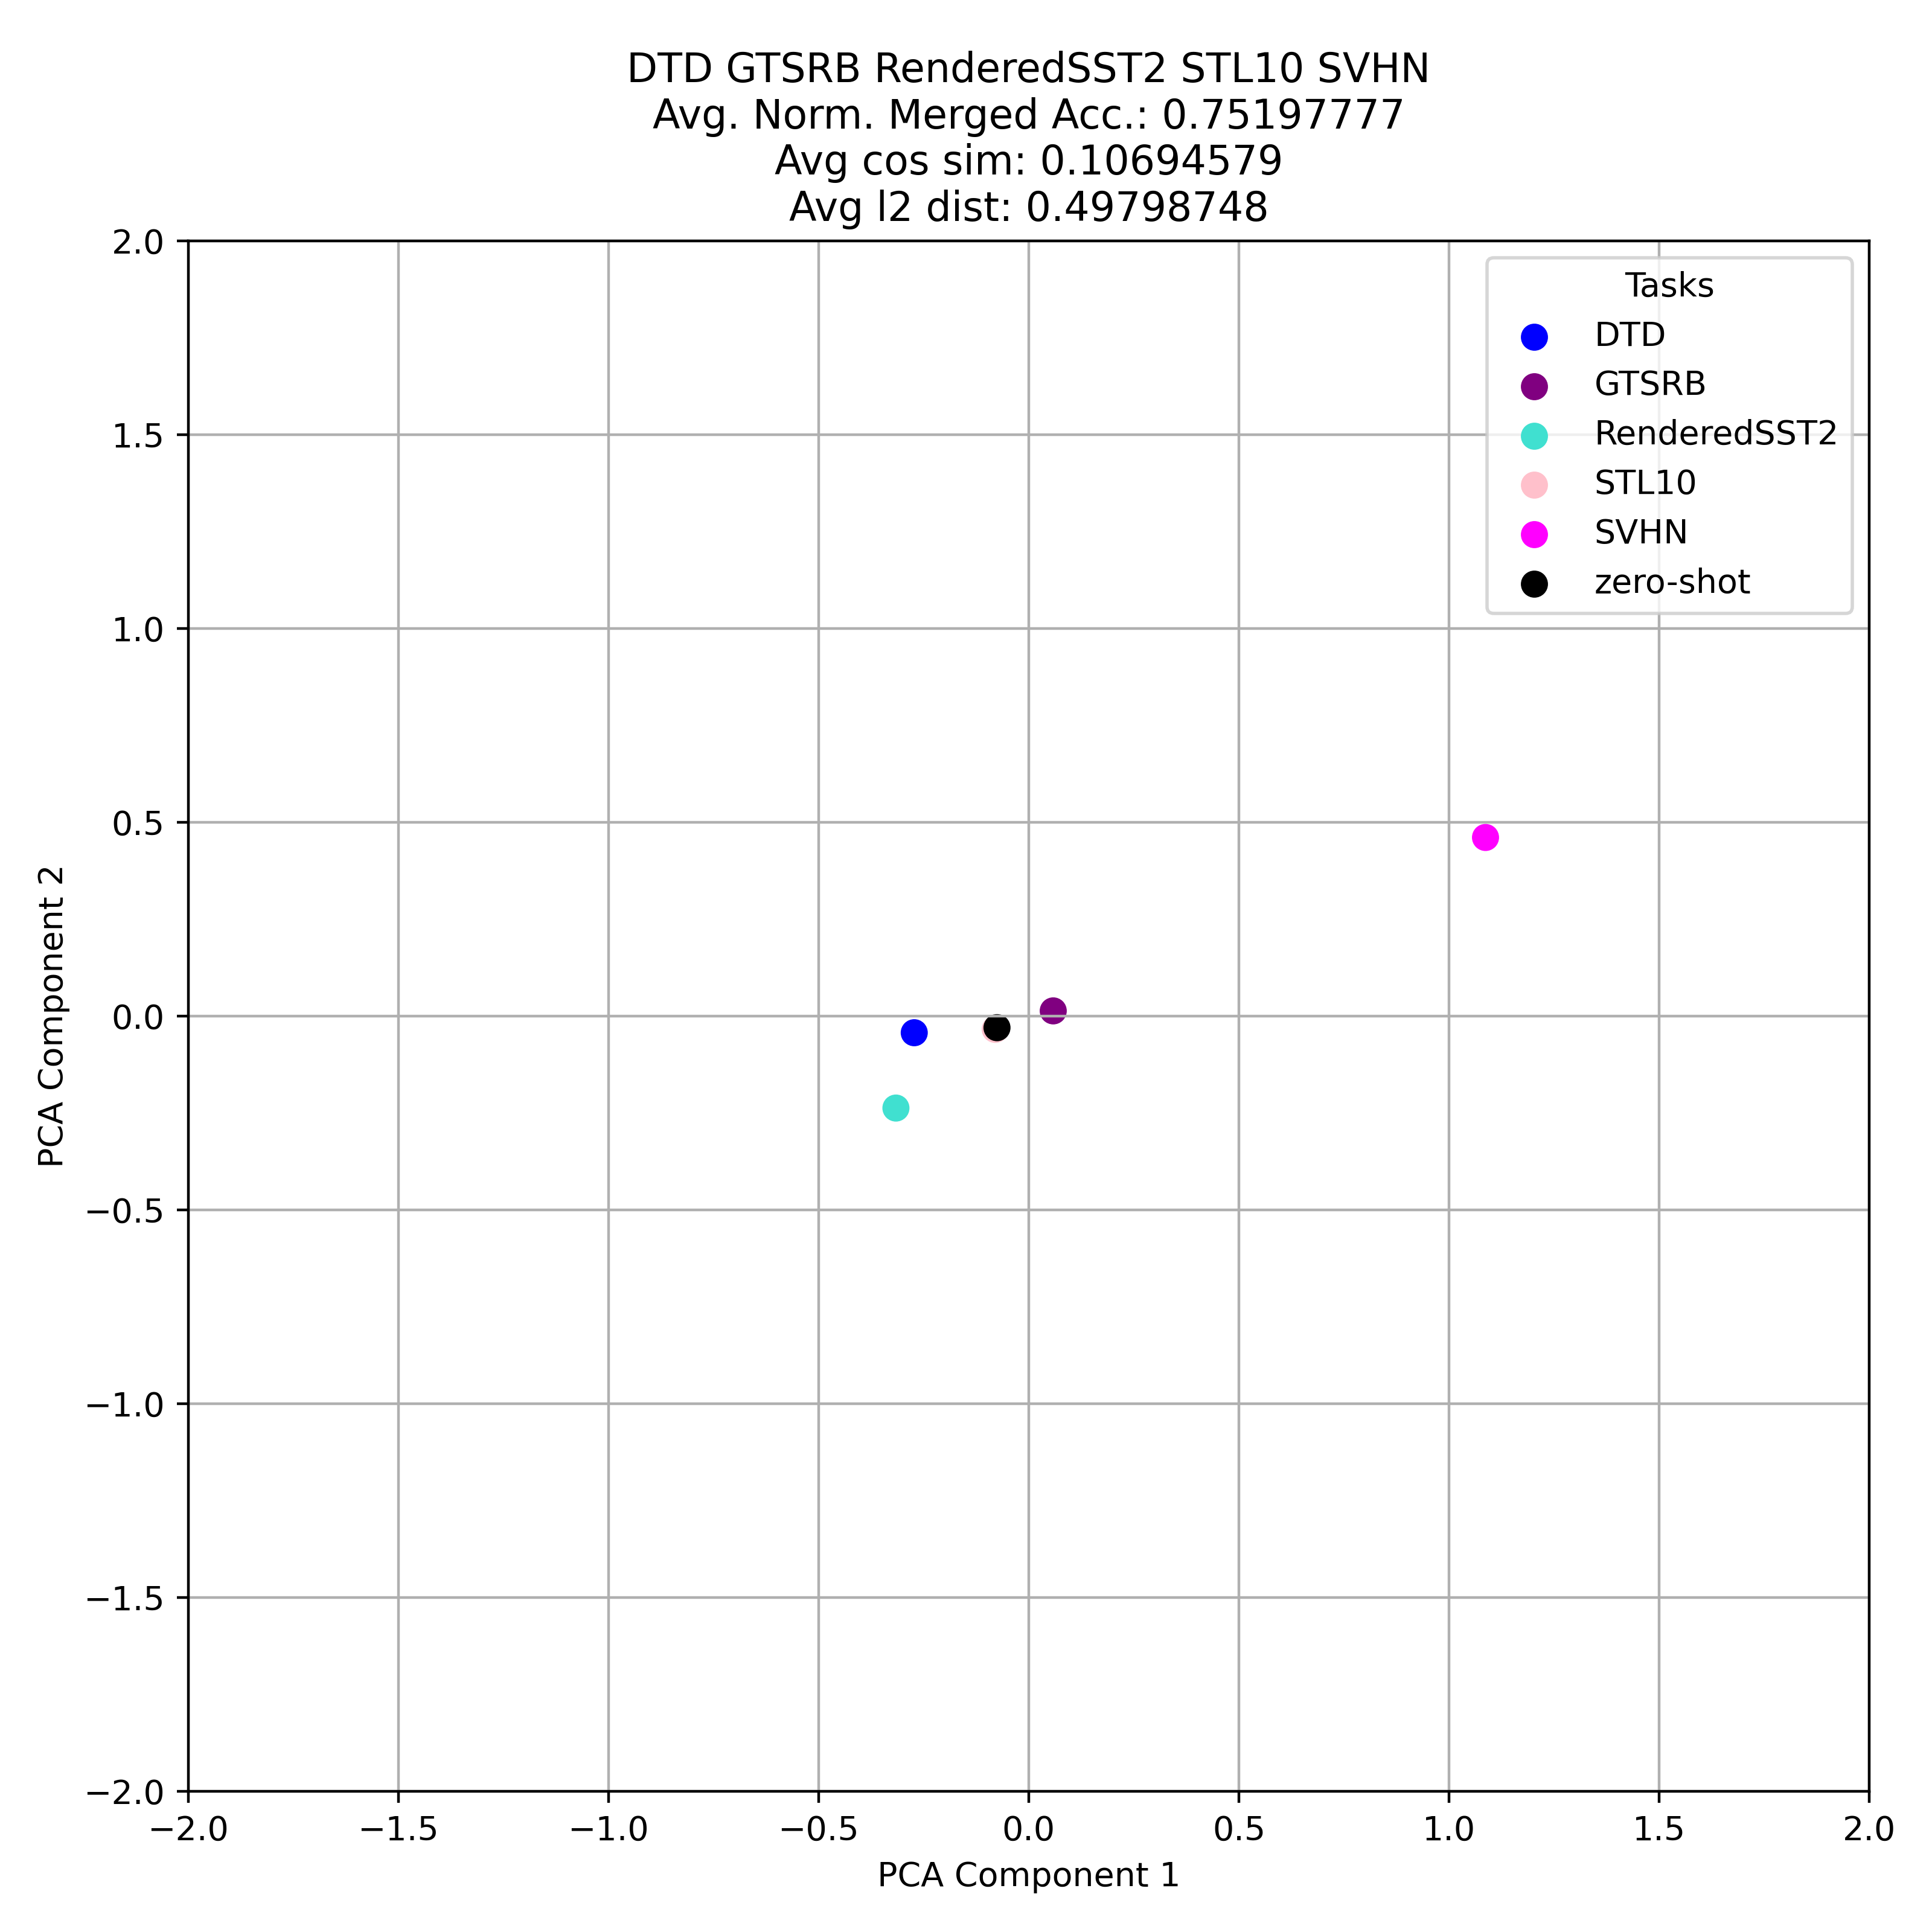 DTD GTSRB RenderedSST2 STL10 SVHN
Avg. Norm. Merged Acc.: 0.75197777
Avg cos sim: 0.10694579
Avg l2 dist: 0.49798748
Tasks
DTD
GTSRB
RenderedSST2
STL10
SVHN
zero-shot
PCA Component 2
2.0
1.5
1.0
0.5
0.0
−0.5
−1.0
−1.5
−2.0
−2.0 −1.5 −1.0 −0.5 0.0 0.5 1.0 1.5 2.0
PCA Component 1